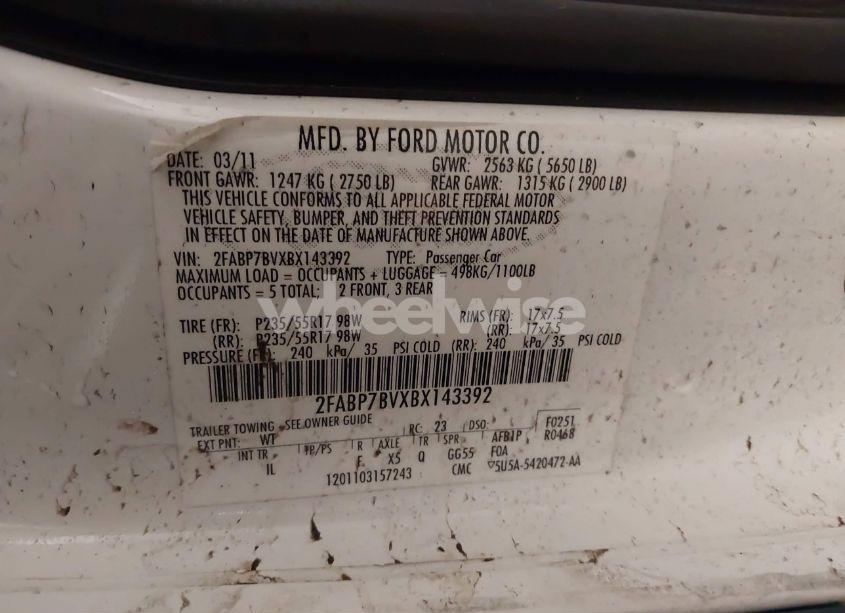 MFD. BY FORD MOTOR CO.
DATE: 03/11 GVWR: 2563 KG ( 5650 LB)
FRONT GAWR: 1247 KG ( 2750 LB) REAR GAWR: 1315 KG ( 2900 LB)
THIS VEHICLE CONFORMS TO ALL APPLICABLE FEDERAL MOTOR
VEHICLE SAFETY, BUMPER, AND THEFT PREVENTION STANDARDS
IN EFFECT ON THE DATE OF MANUFACTURE SHOWN ABOVE.
VIN: 2FABP7BVXBX143392 TYPE: Passenger Car
MAXIMUM LOAD = OCCUPANTS + LUGGAGE = 498KG/1100LB
OCCUPANTS = 5 TOTAL; 2 FRONT, 3 REAR
wheelwise
TIRE (FR): P235/55R17 98W RIMS (FR): 17x7.5
(RR): P235/55R17 98W (RR): 17x7.5
PRESSURE (FR): 240 kPa/ 35 PSI COLD (RR): 240 kPa/ 35 PSI COLD
2FABP7BVXBX143392
TRAILER TOWING - SEE OWNER GUIDE
EXT PNT: WT RC: 23 DSO: F0251
INT TR TP/PS R AXLE TR SPR AFB1P R0468
IL F X5 Q GG55 FOA
1201103157243 CMC 5U5A-5420472-AA